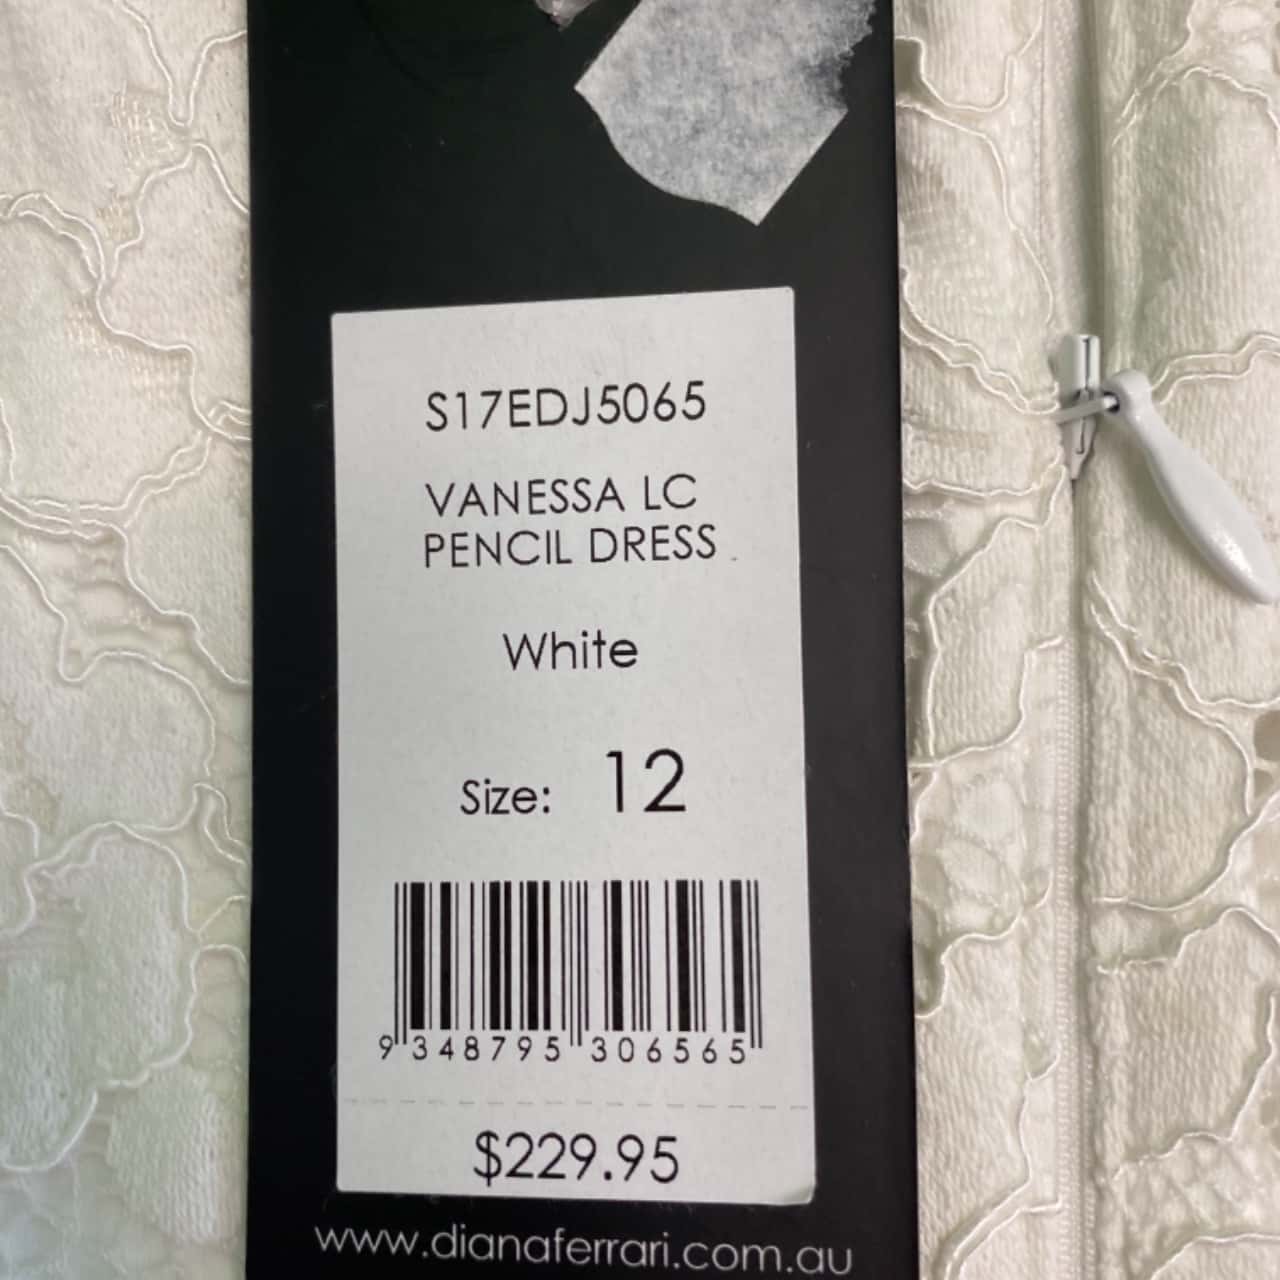 S17EDJ5065
VANESSA LC
PENCIL DRESS
White
Size: 12
9 348795 306565
$229.95
www.dianaferrari.com.au